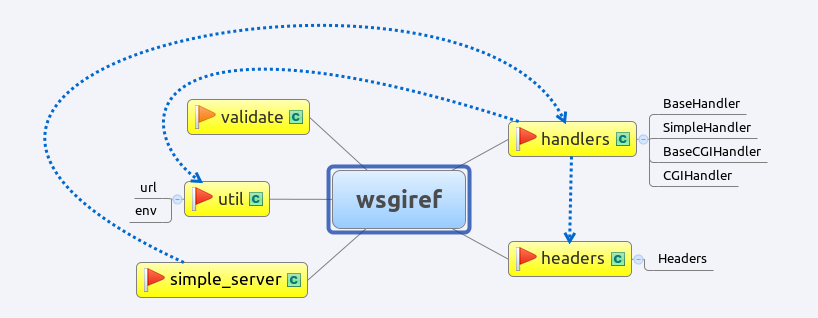 validate C
util C
url
env
simple_server C
wsgiref
handlers C
BaseHandler
SimpleHandler
BaseCGIHandler
CGIHandler
headers C
Headers